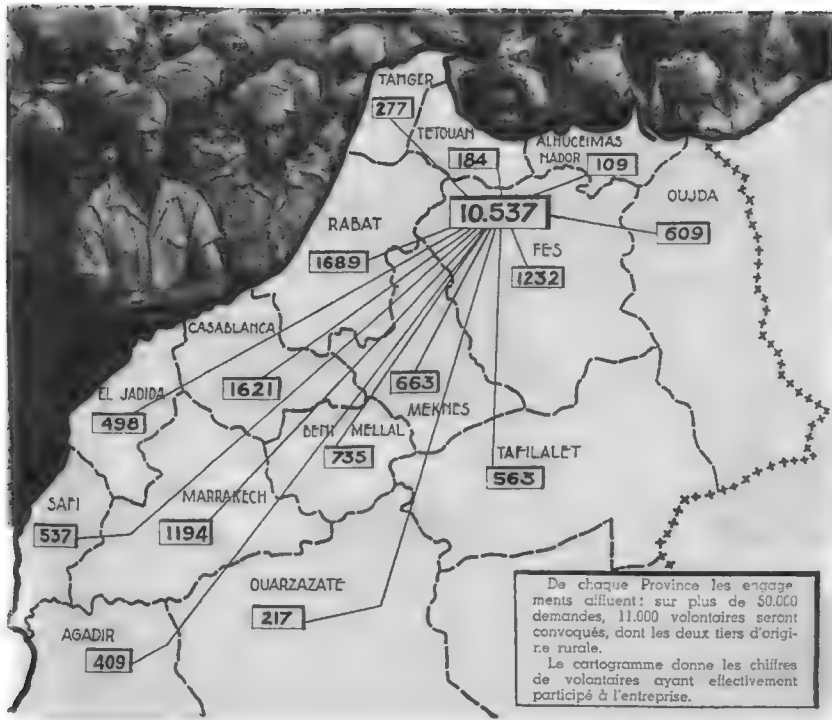 TANGER
277
TETOUAN
184
ALHUCEIMAS
NADOR
109
OUJDA
609
10.537
RABAT
1689
FES
1232
CASABLANCA
1621
EL JADIDA
498
663
MEKNES
BENI MELLAL
735
TAFILALET
563
SAFI
537
MARRAKECH
1194
OUARZAZATE
217
AGADIR
409
De chaque Province les engage
ments affluent: sur plus de 50.000
demandes, 11.000 volontaires seront
convoqués, dont les deux tiers d'origi-
re rurale.
Le cartogramme donne les chiffres
de volontaires ayant effectivement
participé à l'entreprise.